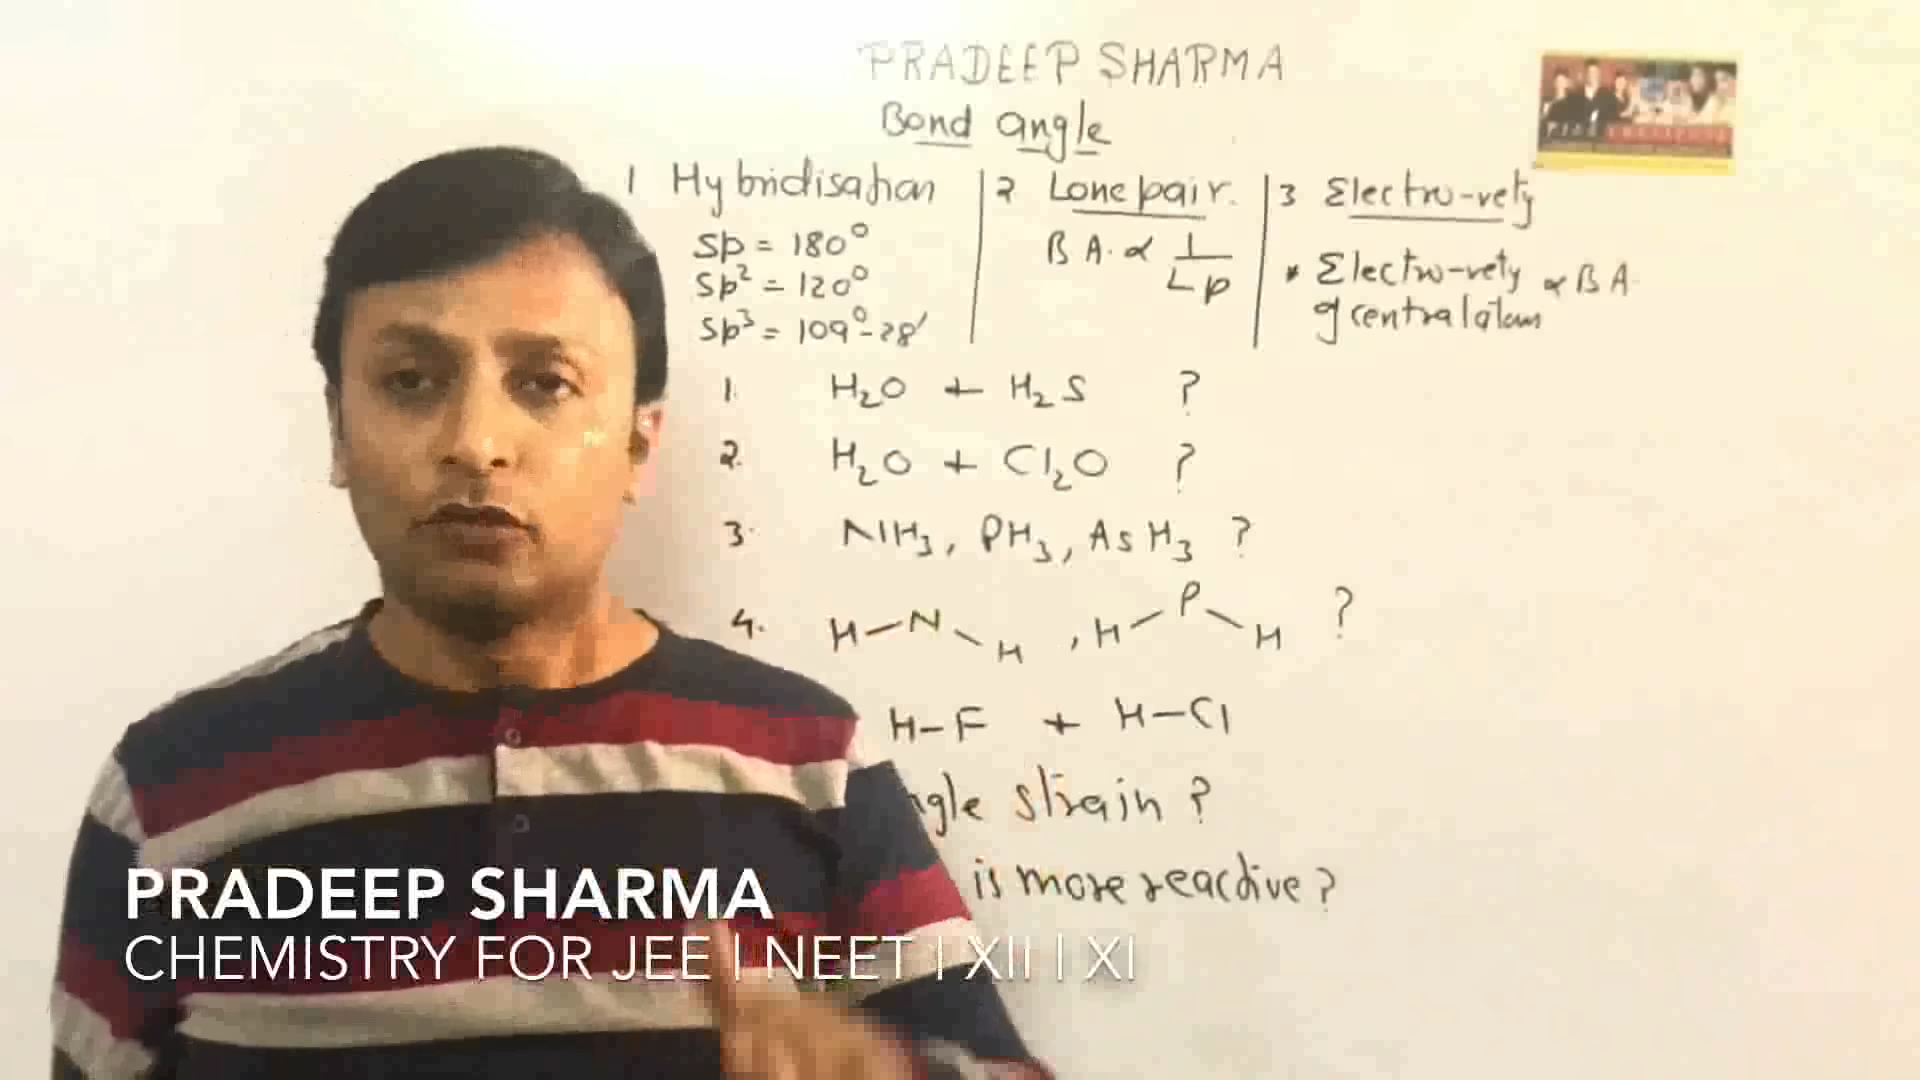 PRADEEP SHARMA
Bond angle
1 Hybridisation
Sp = 180°
Sp² = 120°
Sp³ = 109°-28′
2 Lone pair.
B A. ∝ 1/Lp
3 Electro-vety
* Electro-vety ∝ B A.
of central atom
1. H₂O + H₂S ?
2. H₂O + Cl₂O ?
3. NH₃, PH₃, AsH₃ ?
4. H-N-H , H-P-H ?
H-F + H-Cl
ngle strain ?
is more reactive ?
PRADEEP SHARMA
CHEMISTRY FOR JEE | NEET | XII | XI